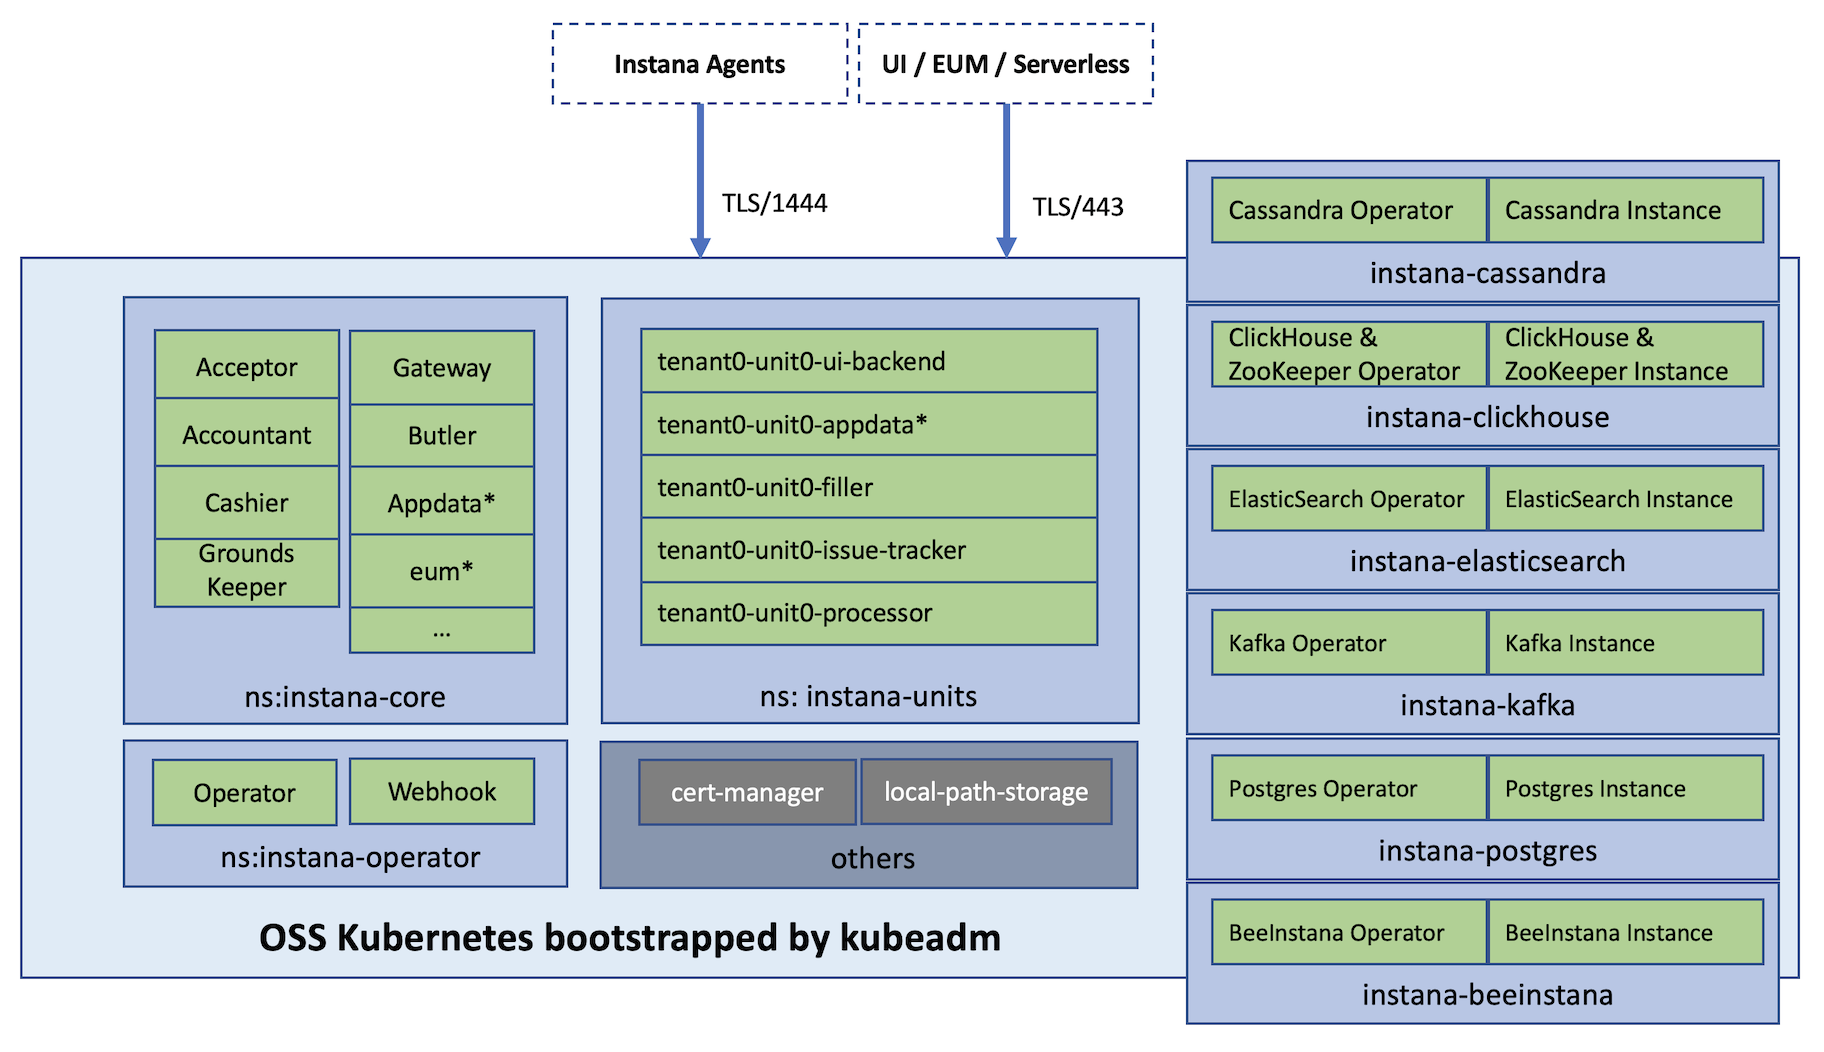 Instana Agents
UI / EUM / Serverless
TLS/1444
TLS/443
Acceptor
Accountant
Cashier
Grounds
Keeper
Gateway
Butler
Appdata*
eum*
...
ns:instana-core
tenant0-unit0-ui-backend
tenant0-unit0-appdata*
tenant0-unit0-filler
tenant0-unit0-issue-tracker
tenant0-unit0-processor
ns: instana-units
Operator
Webhook
ns:instana-operator
cert-manager
local-path-storage
others
OSS Kubernetes bootstrapped by kubeadm
Cassandra Operator
Cassandra Instance
instana-cassandra
ClickHouse &
ZooKeeper Operator
ClickHouse &
ZooKeeper Instance
instana-clickhouse
ElasticSearch Operator
ElasticSearch Instance
instana-elasticsearch
Kafka Operator
Kafka Instance
instana-kafka
Postgres Operator
Postgres Instance
instana-postgres
BeeInstana Operator
BeeInstana Instance
instana-beeinstana